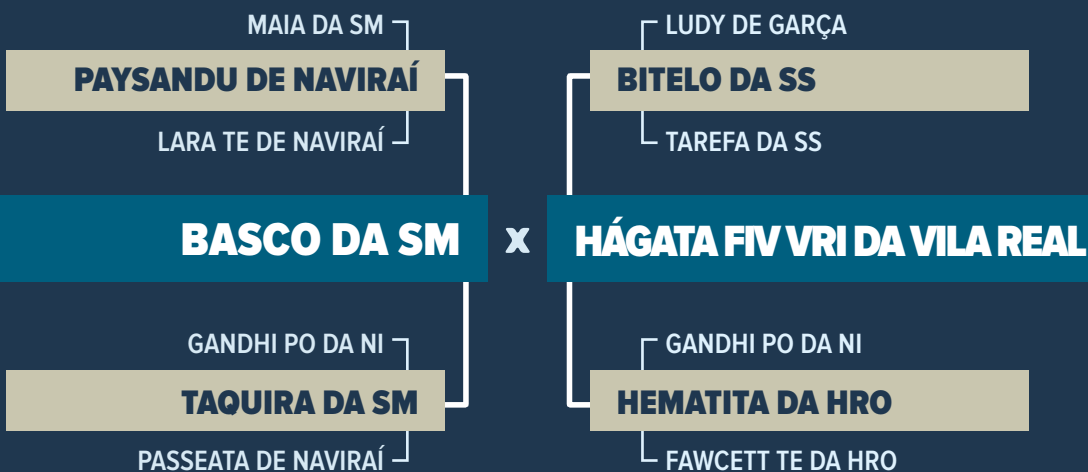 MAIA DA SM
LUDY DE GARÇA
PAYSANDU DE NAVIRAÍ
BITELO DA SS
LARA TE DE NAVIRAÍ
TAREFA DA SS
BASCO DA SM x HÁGATA FIV VRI DA VILA REAL
GANDHI PO DA NI
GANDHI PO DA NI
TAQUIRA DA SM
HEMATITA DA HRO
PASSEATA DE NAVIRAÍ
FAWCETT TE DA HRO